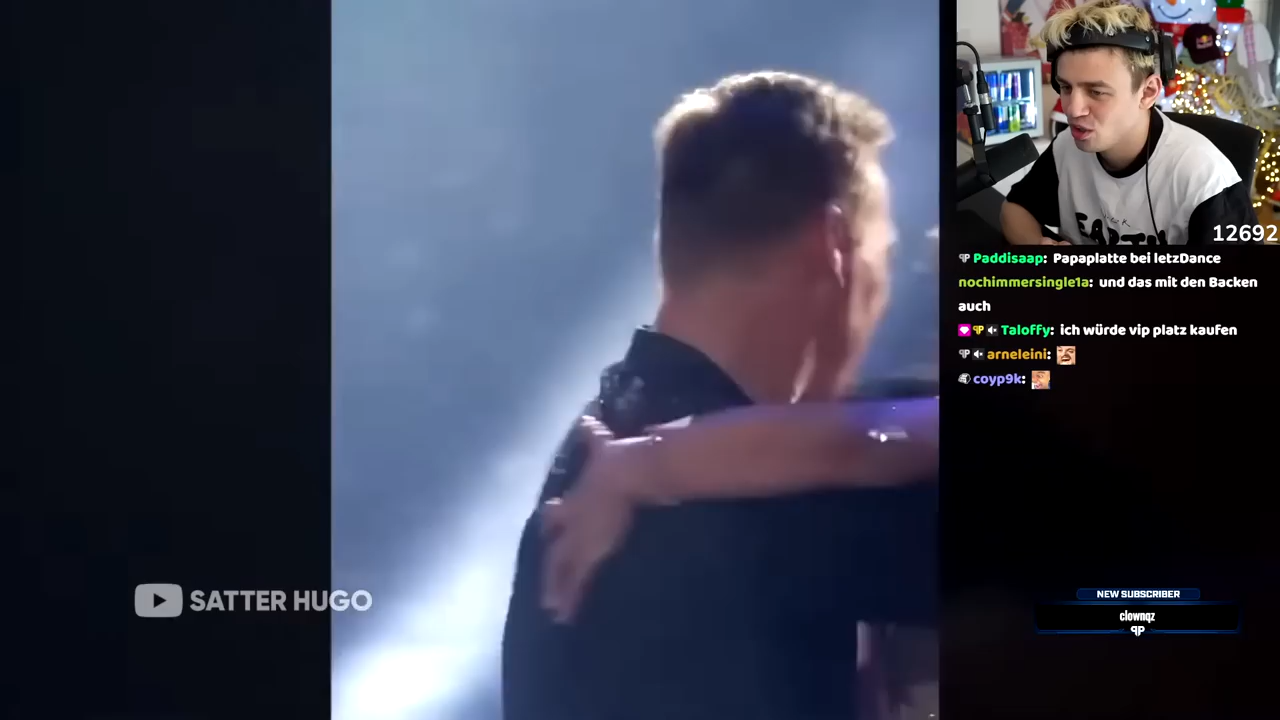 SATTER HUGO
12692
Paddisaap: Papaplatte bei letzDance
nochimmersingle1a: und das mit den Backen
auch
Taloffy: ich würde vip platz kaufen
arneleini:
coyp9k:
NEW SUBSCRIBER
clownqz